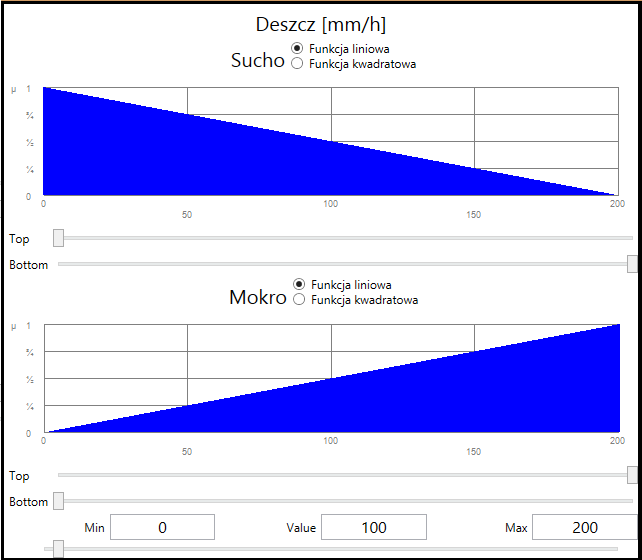 Deszcz [mm/h]
Sucho
Funkcja liniowa
Funkcja kwadratowa
μ 1
¾
½
¼
0
0 50 100 150 200
Top
Bottom
Mokro
Funkcja liniowa
Funkcja kwadratowa
μ 1
¾
½
¼
0
0 50 100 150 200
Top
Bottom
Min 0 Value 100 Max 200